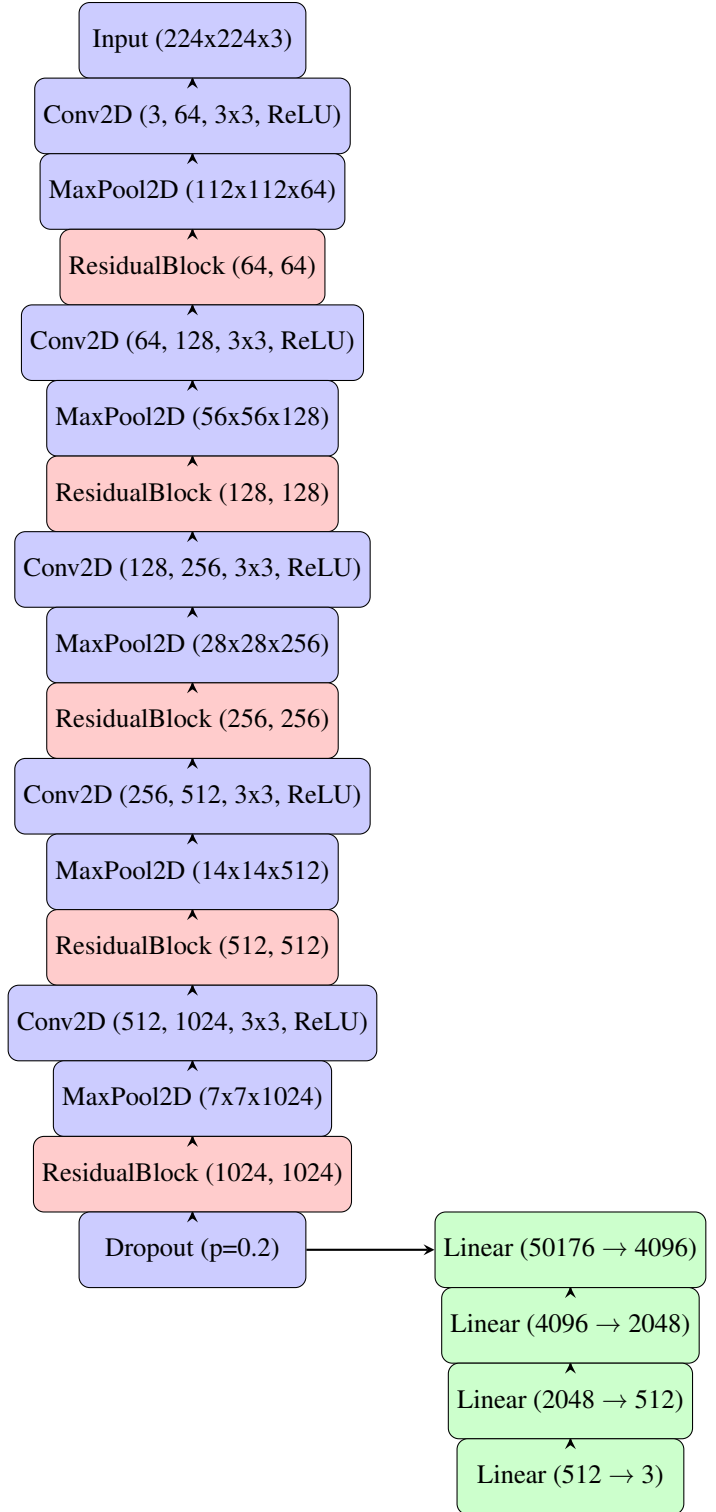 Input (224x224x3)
Conv2D (3, 64, 3x3, ReLU)
MaxPool2D (112x112x64)
ResidualBlock (64, 64)
Conv2D (64, 128, 3x3, ReLU)
MaxPool2D (56x56x128)
ResidualBlock (128, 128)
Conv2D (128, 256, 3x3, ReLU)
MaxPool2D (28x28x256)
ResidualBlock (256, 256)
Conv2D (256, 512, 3x3, ReLU)
MaxPool2D (14x14x512)
ResidualBlock (512, 512)
Conv2D (512, 1024, 3x3, ReLU)
MaxPool2D (7x7x1024)
ResidualBlock (1024, 1024)
Dropout (p=0.2)
Linear (50176 → 4096)
Linear (4096 → 2048)
Linear (2048 → 512)
Linear (512 → 3)